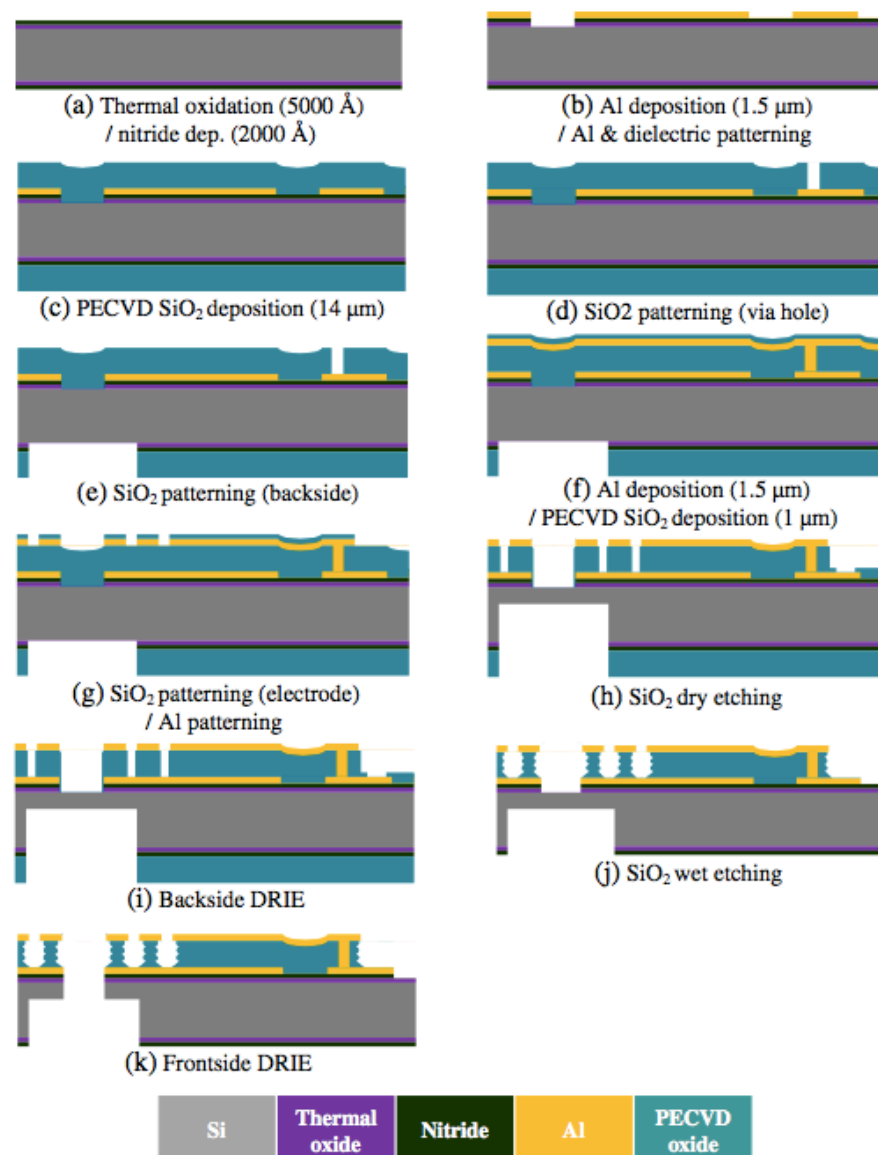 (a) Thermal oxidation (5000 Å)
/ nitride dep. (2000 Å)
(b) Al deposition (1.5 μm)
/ Al & dielectric patterning
(c) PECVD SiO₂ deposition (14 μm)
(d) SiO2 patterning (via hole)
(e) SiO₂ patterning (backside)
(f) Al deposition (1.5 μm)
/ PECVD SiO₂ deposition (1 μm)
(g) SiO₂ patterning (electrode)
/ Al patterning
(h) SiO₂ dry etching
(i) Backside DRIE
(j) SiO₂ wet etching
(k) Frontside DRIE
Si
Thermal
oxide
Nitride
Al
PECVD
oxide